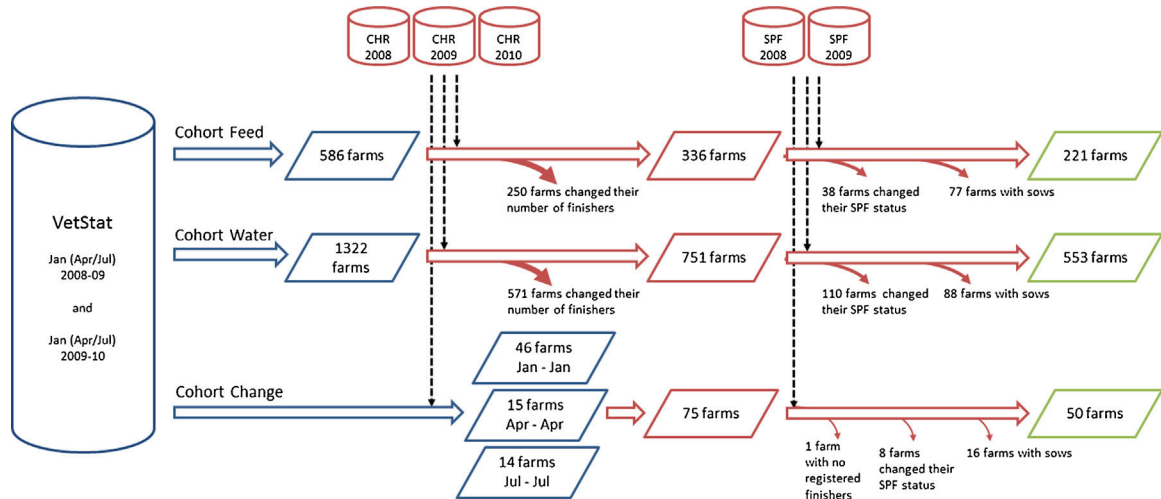 CHR
2008
CHR
2009
CHR
2010
SPF
2008
SPF
2009
VetStat
Jan (Apr/Jul)
2008-09
and
Jan (Apr/Jul)
2009-10
Cohort Feed
586 farms
250 farms changed their
number of finishers
336 farms
38 farms changed
their SPF status
77 farms with sows
221 farms
Cohort Water
1322
farms
571 farms changed their
number of finishers
751 farms
110 farms changed
their SPF status
88 farms with sows
553 farms
Cohort Change
46 farms
Jan - Jan
15 farms
Apr - Apr
14 farms
Jul - Jul
75 farms
1 farm
with no
registered
finishers
8 farms
changed their
SPF status
16 farms with sows
50 farms